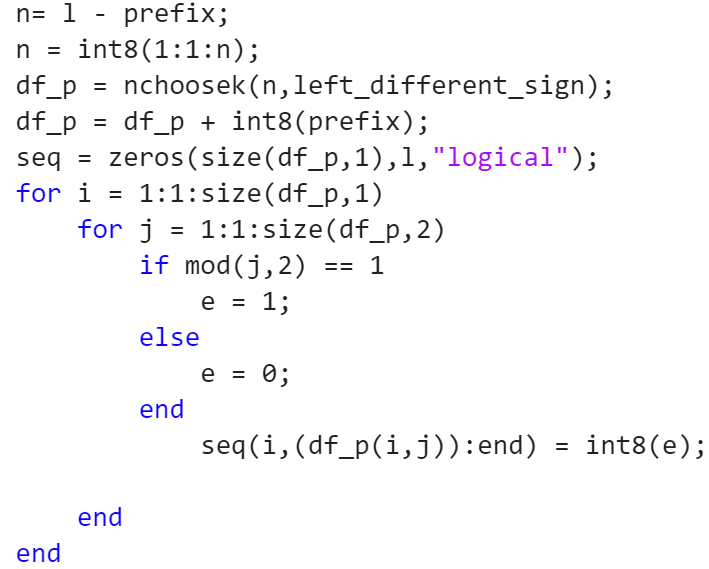 n= l - prefix;
n = int8(1:1:n);
df_p = nchoosek(n,left_different_sign);
df_p = df_p + int8(prefix);
seq = zeros(size(df_p,1),l,"logical");
for i = 1:1:size(df_p,1)
    for j = 1:1:size(df_p,2)
        if mod(j,2) == 1
            e = 1;
        else
            e = 0;
        end
            seq(i,(df_p(i,j)):end) = int8(e);
    end
end